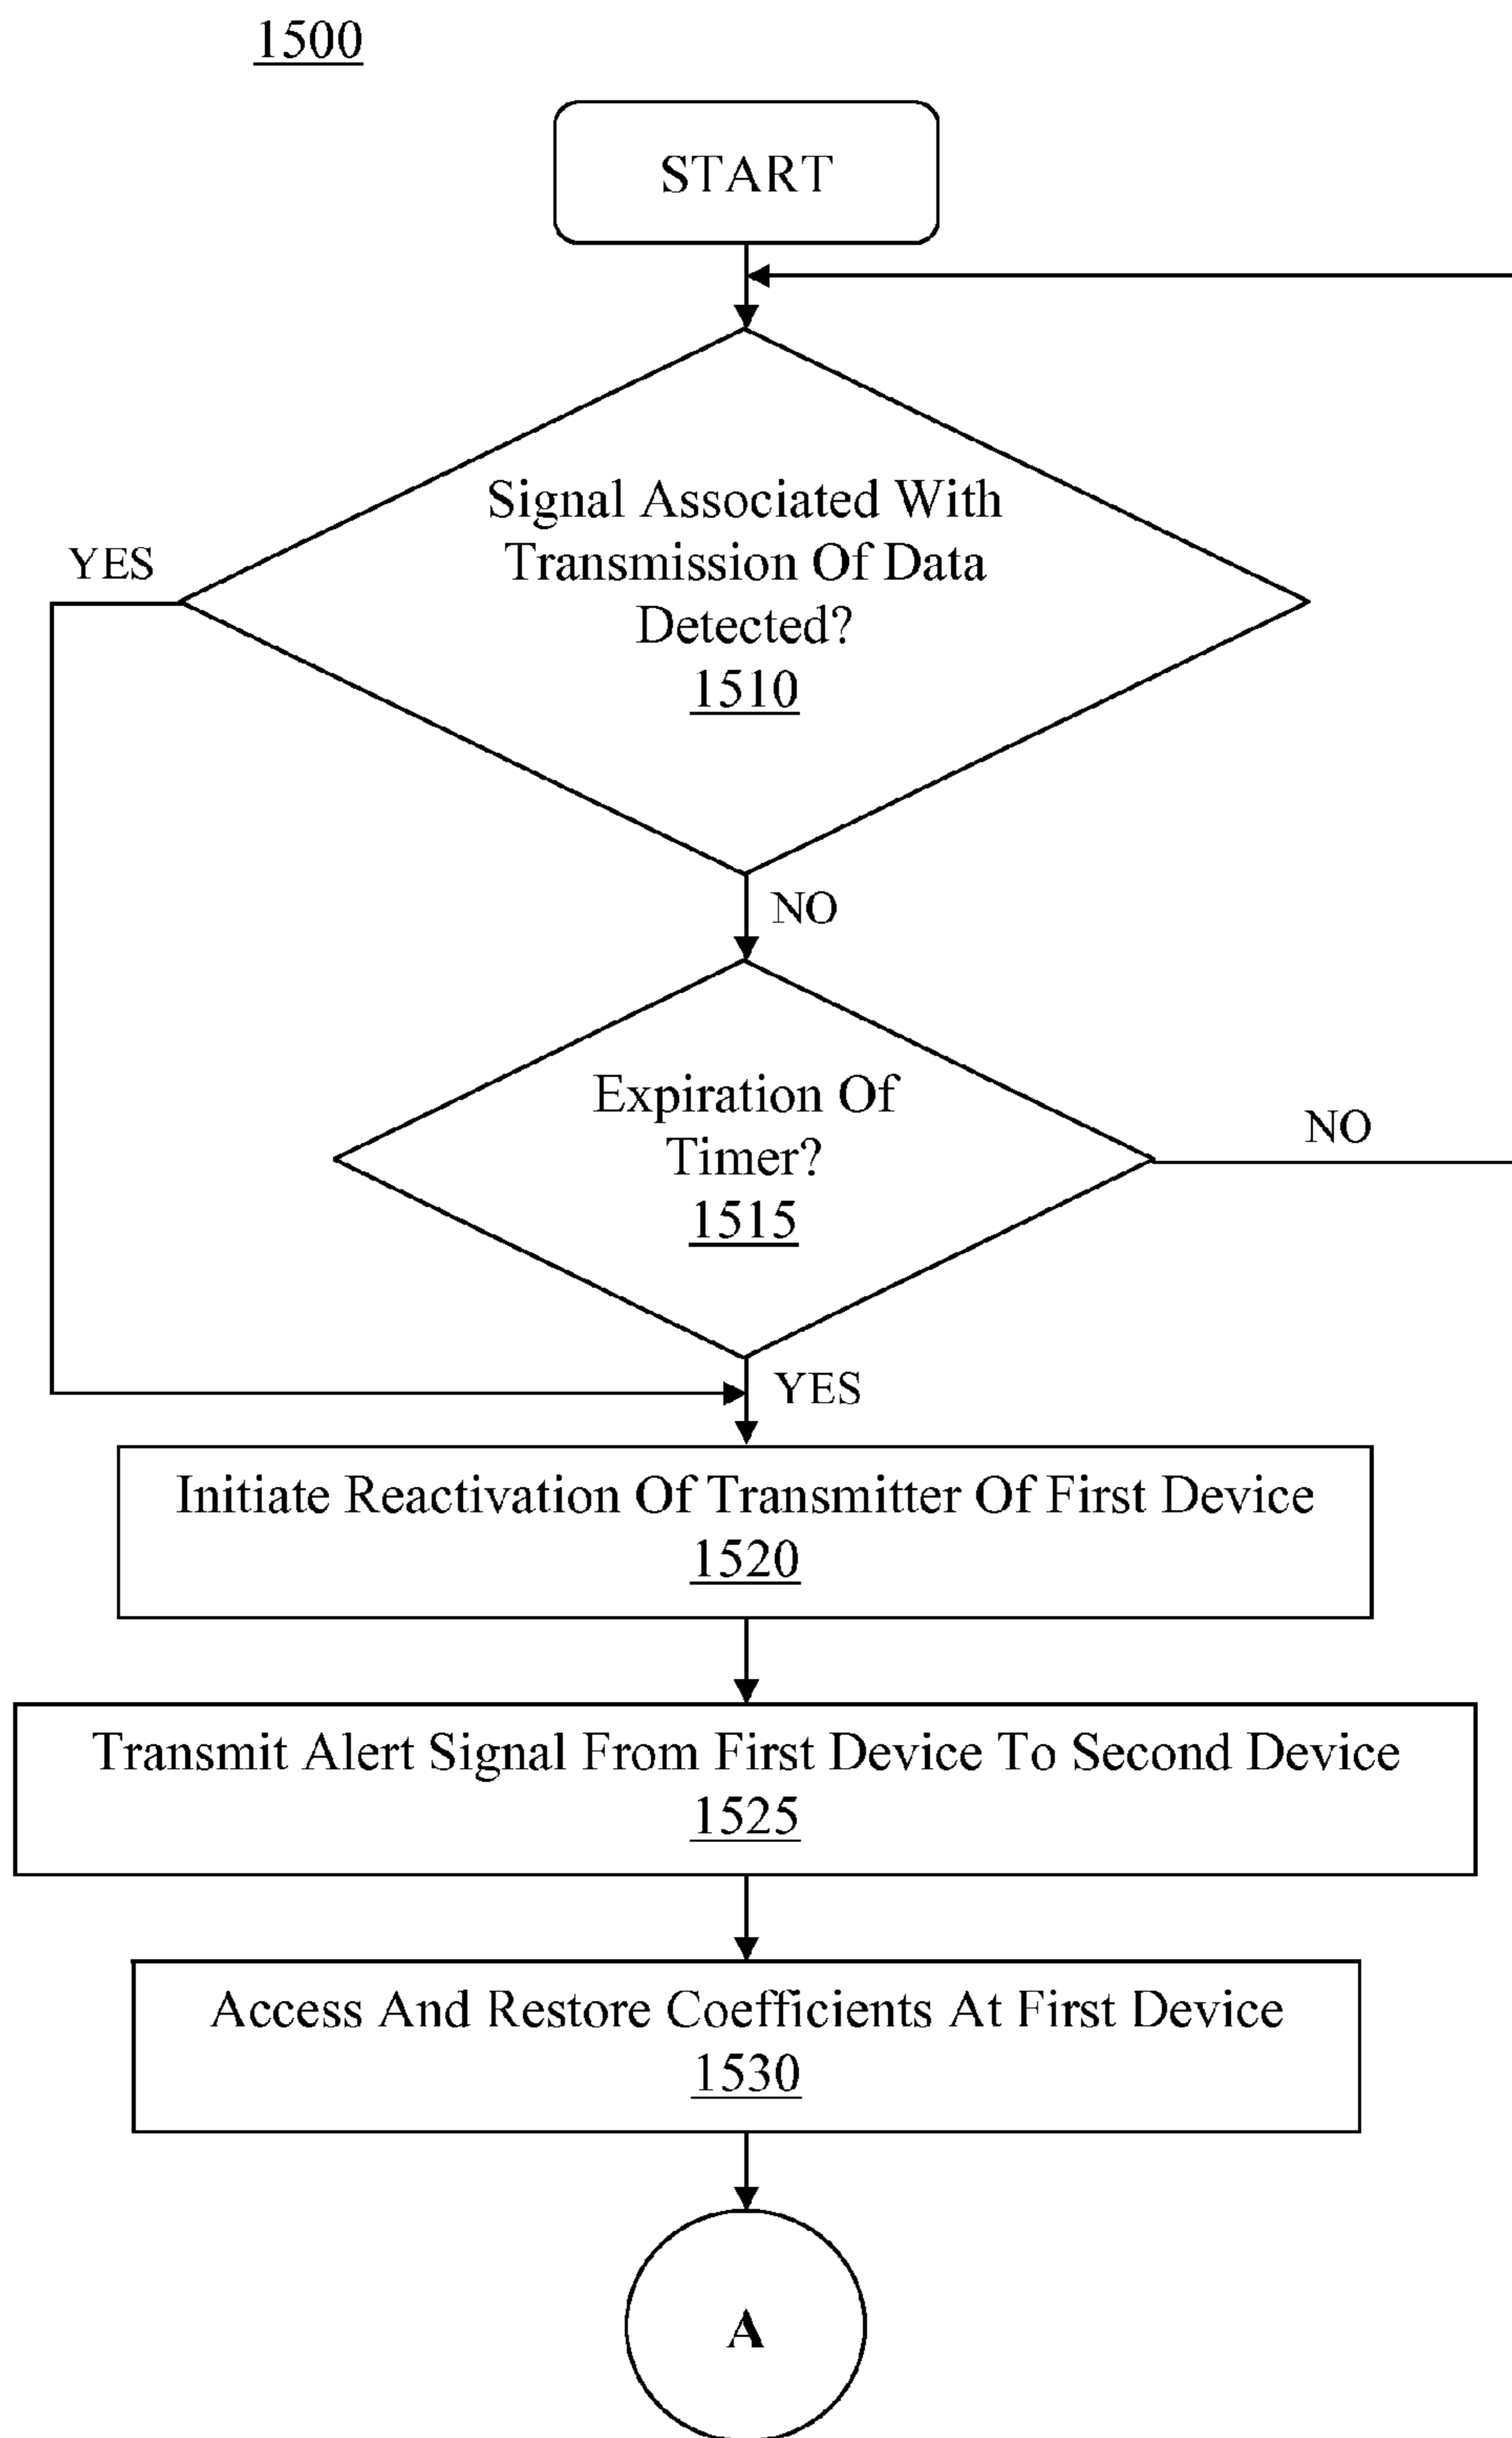 1500
START
Signal Associated With
Transmission Of Data
Detected?
1510
YES
NO
Expiration Of
Timer?
1515
NO
YES
Initiate Reactivation Of Transmitter Of First Device
1520
Transmit Alert Signal From First Device To Second Device
1525
Access And Restore Coefficients At First Device
1530
A